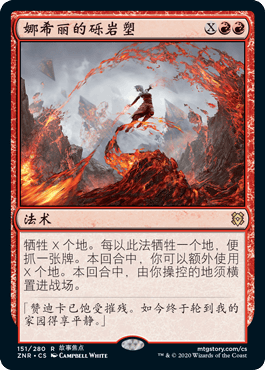 娜希丽的砾岩塑 X
法术
牺牲X个地。每以此法牺牲一个地，便
抓一张牌。本回合中，你可以额外使用
X个地。本回合中，由你操控的地须横
置进战场。
「赞迪卡已饱受摧残。如今终于轮到我的
家园得享平静。」
151/280 R 故事焦点
ZNR • CS CAMPBELL WHITE
mtgstory.com/cs
™ & © 2020 Wizards of the Coast